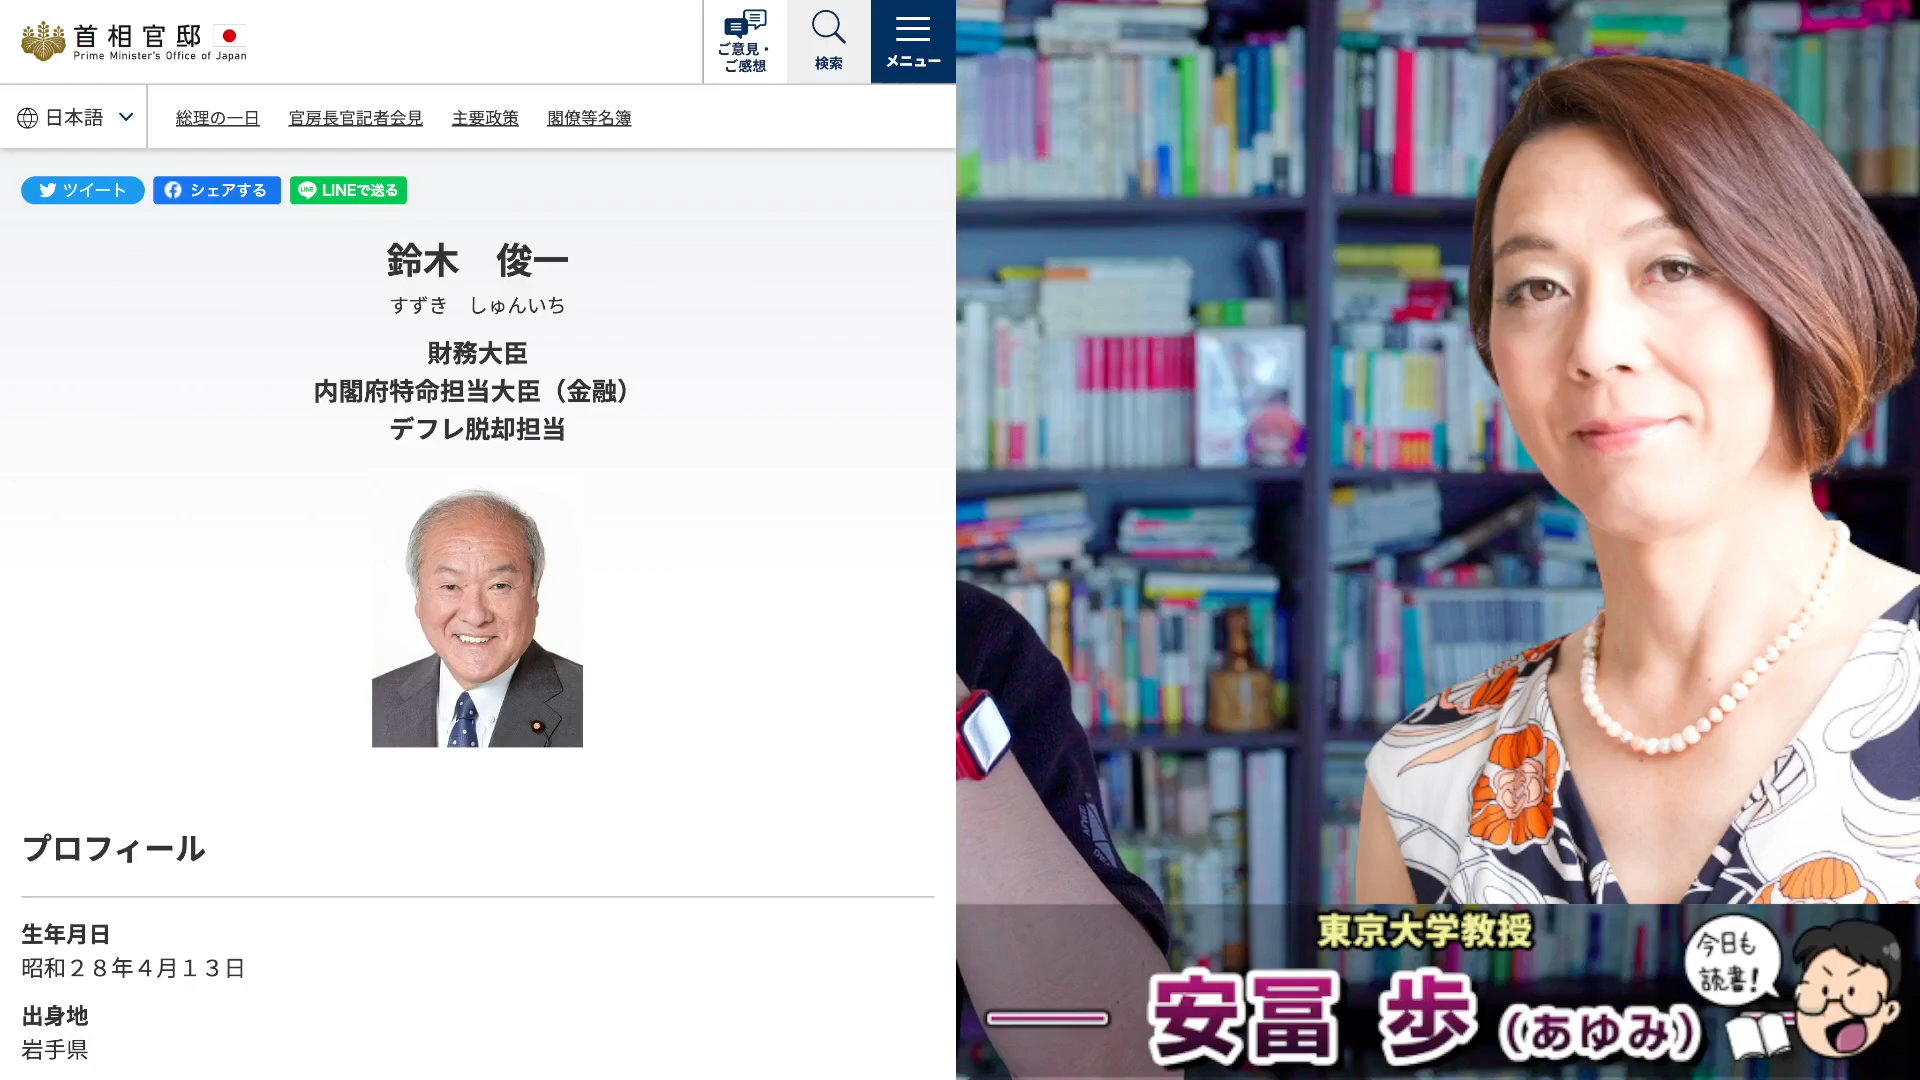 首相官邸
Prime Minister's Office of Japan
ご意見・
ご感想
検索
メニュー
日本語
総理の一日
官房長官記者会見
主要政策
閣僚等名簿
ツイート
シェアする
LINEで送る
鈴木 俊一
すずき しゅんいち
財務大臣
内閣府特命担当大臣（金融）
デフレ脱却担当
プロフィール
生年月日
昭和２８年４月１３日
出身地
岩手県
東京大学教授
安冨 歩（あゆみ）
今日も
読書！